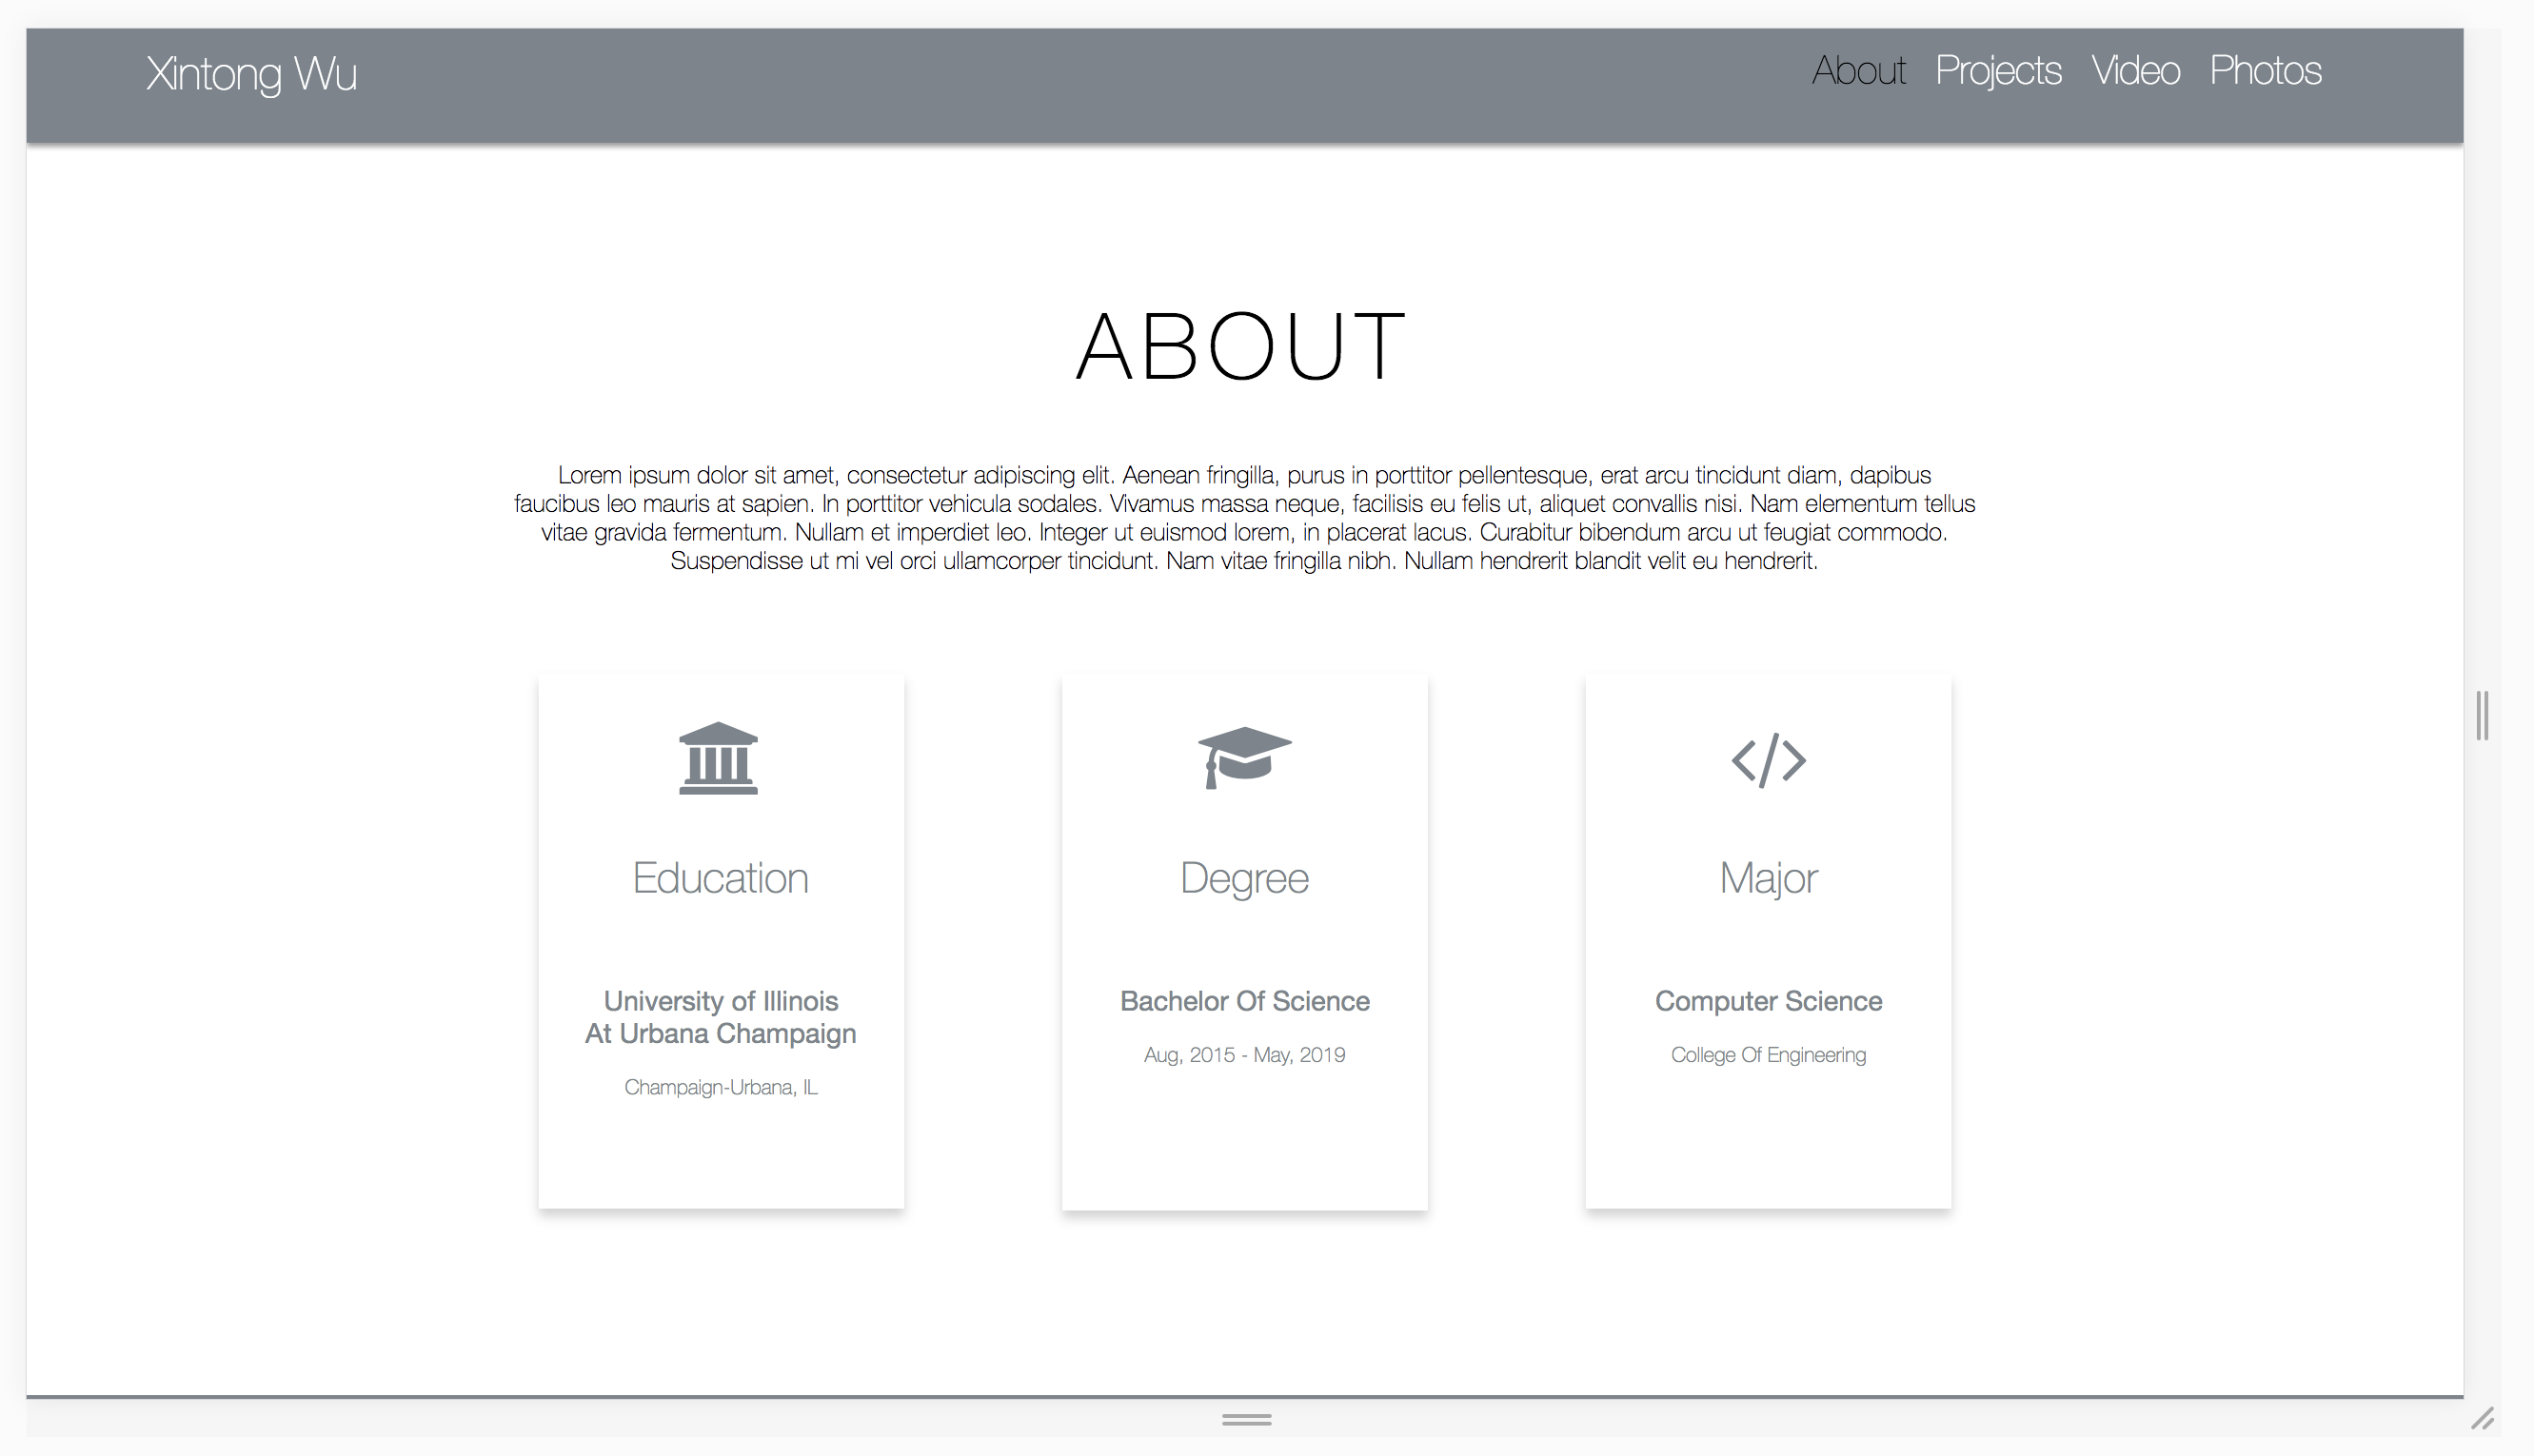 Xintong Wu
About Projects Video Photos
ABOUT
Lorem ipsum dolor sit amet, consectetur adipiscing elit. Aenean fringilla, purus in porttitor pellentesque, erat arcu tincidunt diam, dapibus
faucibus leo mauris at sapien. In porttitor vehicula sodales. Vivamus massa neque, facilisis eu felis ut, aliquet convallis nisi. Nam elementum tellus
vitae gravida fermentum. Nullam et imperdiet leo. Integer ut euismod lorem, in placerat lacus. Curabitur bibendum arcu ut feugiat commodo.
Suspendisse ut mi vel orci ullamcorper tincidunt. Nam vitae fringilla nibh. Nullam hendrerit blandit velit eu hendrerit.
Education
University of Illinois
At Urbana Champaign
Champaign-Urbana, IL
Degree
Bachelor Of Science
Aug, 2015 - May, 2019
Major
Computer Science
College Of Engineering